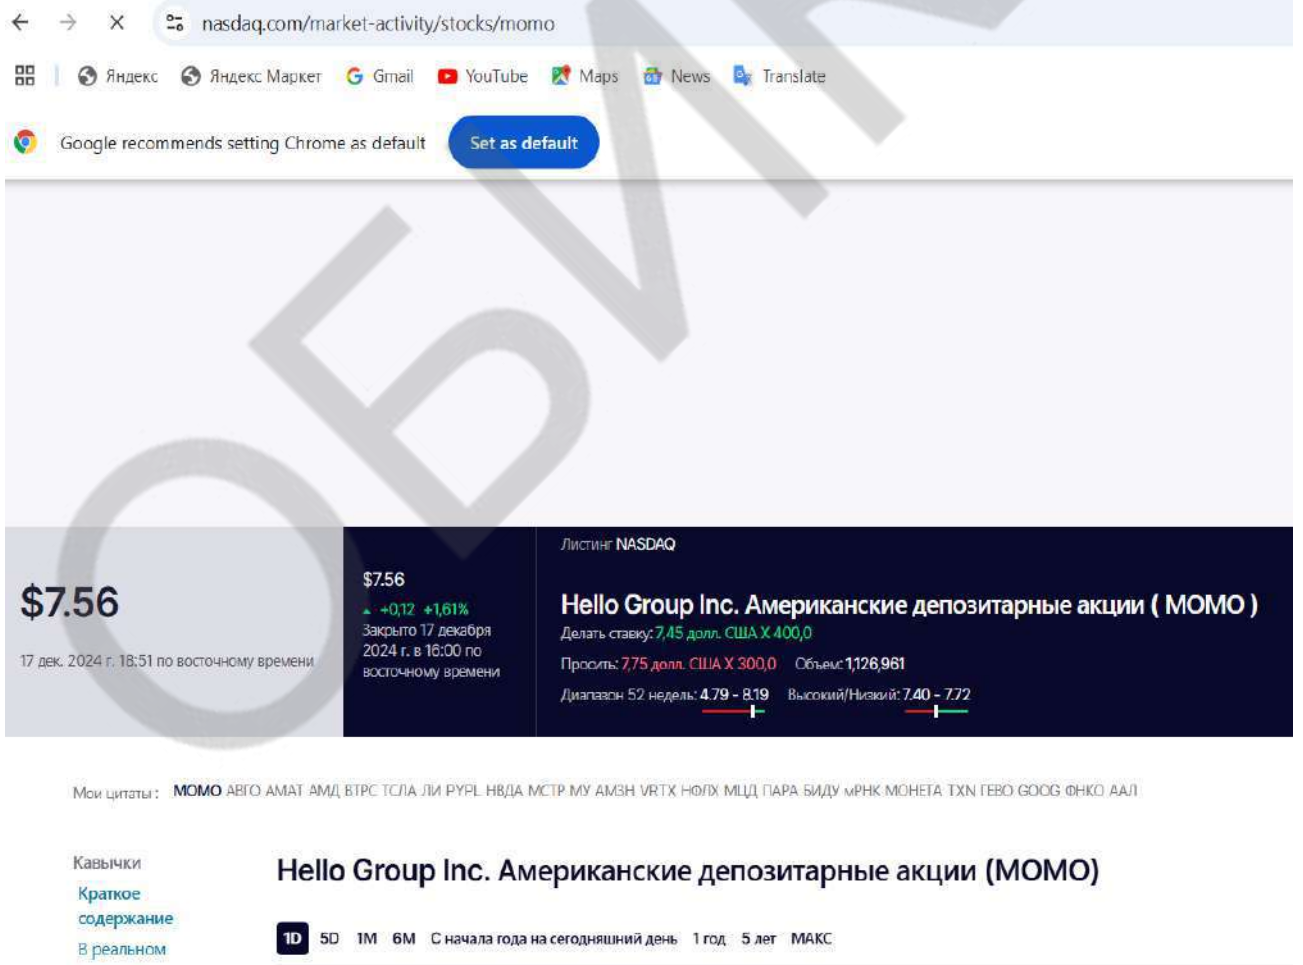 nasdaq.com/market-activity/stocks/momo
Яндекс Яндекс Маркет Gmail YouTube Maps News Translate
Google recommends setting Chrome as default Set as default
ОБИ
Листинг NASDAQ
$7.56
17 дек. 2024 г. 18:51 по восточному времени
$7.56
▲ +0,12 +1,61%
Закрыто 17 декабря
2024 г. в 16:00 по
восточному времени
Hello Group Inc. Американские депозитарные акции ( MOMO )
Делать ставку: 7,45 долл. США X 400,0
Просить: 7,75 долл. США X 300,0 Объем: 1,126,961
Диапазон 52 недель: 4.79 - 8.19 Высокий/Низкий: 7.40 - 7.72
Мои цитаты : МОМО АВГО АМАТ АМД ВТРС ТСЛА ЛИ PYPL НВДА МСТР МУ АМЗН VRTX НФЛХ МЦД ПАРА БИДУ мРНК МОНЕТА TXN ГЕВО GOOG ФНКО ААЛ
Кавычки
Краткое
содержание
В реальном
Hello Group Inc. Американские депозитарные акции (MOMO)
1D 5D 1M 6M С начала года на сегодняшний день 1 год 5 лет МАКС